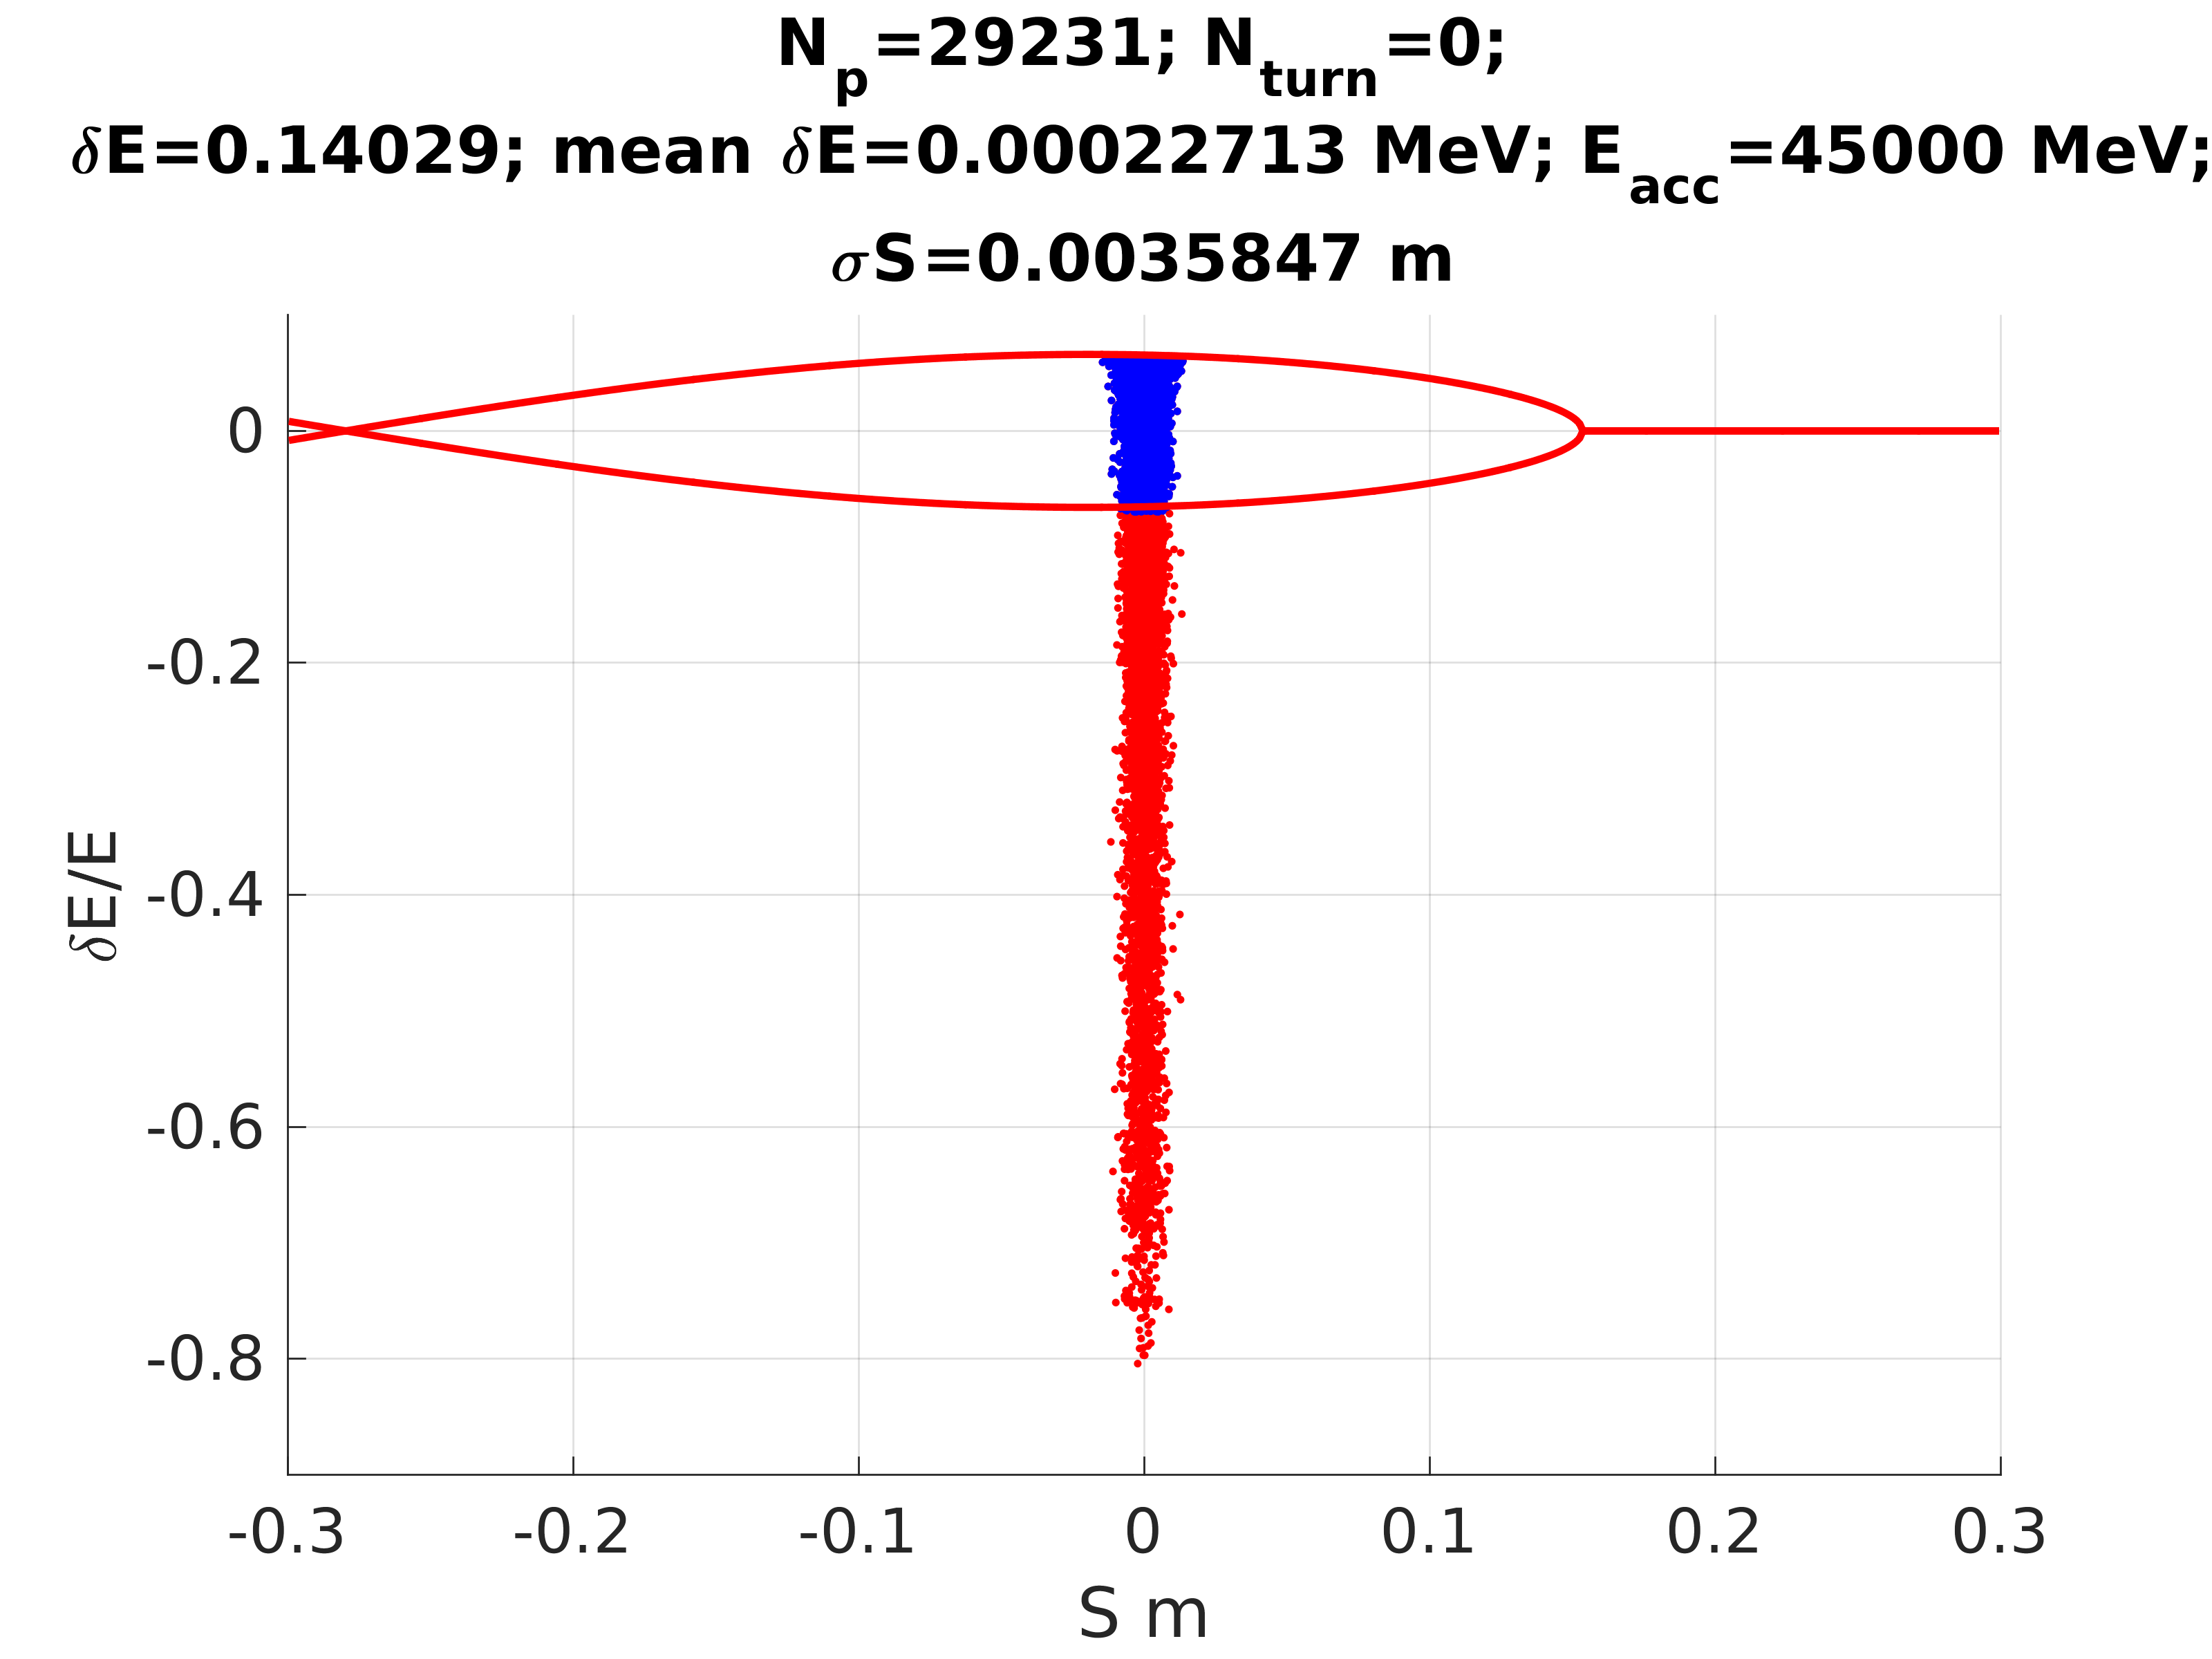 Np=29231; Nturn=0;
δE=0.14029; mean δE=0.00022713 MeV; Eacc=45000 MeV;
σS=0.0035847 m
0
-0.2
-0.4
-0.6
-0.8
δE/E
-0.3 -0.2 -0.1 0 0.1 0.2 0.3
S m